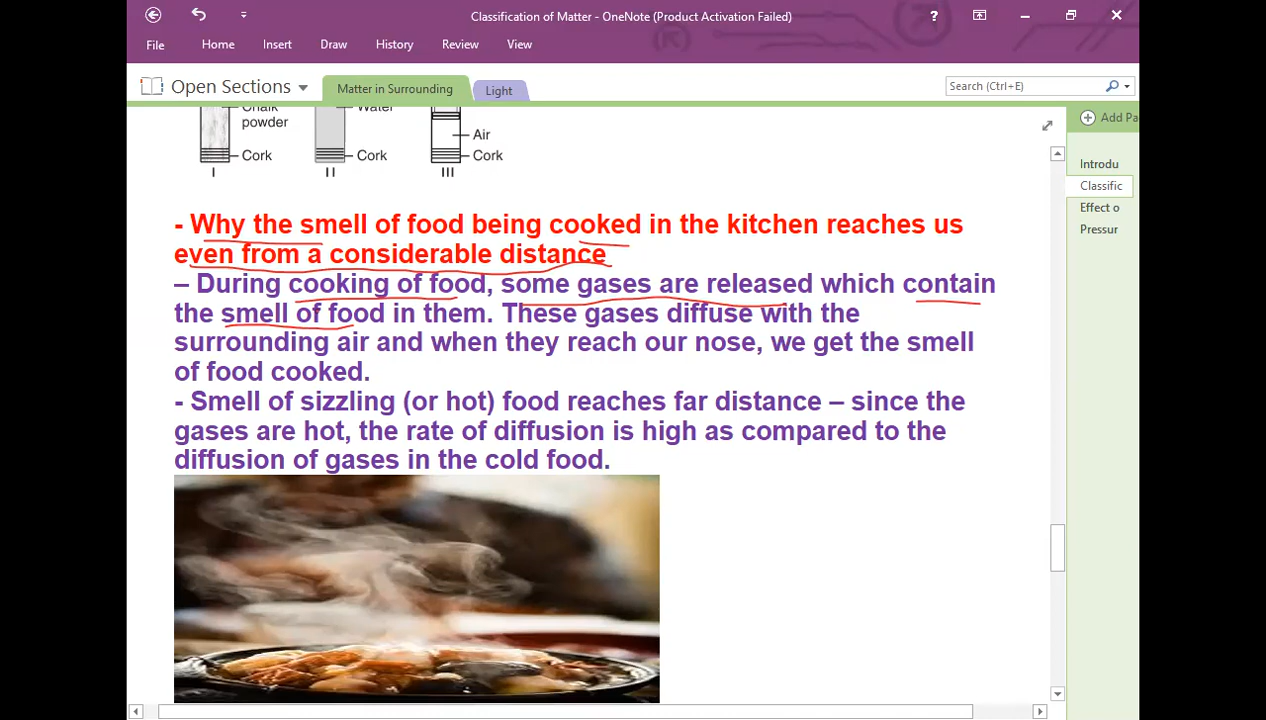 Classification of Matter - OneNote (Product Activation Failed)
?
File Home Insert Draw History Review View
Open Sections Matter in Surrounding Light Search (Ctrl+E)
Add Pa
Introdu
Classific
Effect o
Pressur
Chalk
powder
Water
Air
Cork Cork Cork
I II III
- Why the smell of food being cooked in the kitchen reaches us
even from a considerable distance
– During cooking of food, some gases are released which contain
the smell of food in them. These gases diffuse with the
surrounding air and when they reach our nose, we get the smell
of food cooked.
- Smell of sizzling (or hot) food reaches far distance – since the
gases are hot, the rate of diffusion is high as compared to the
diffusion of gases in the cold food.